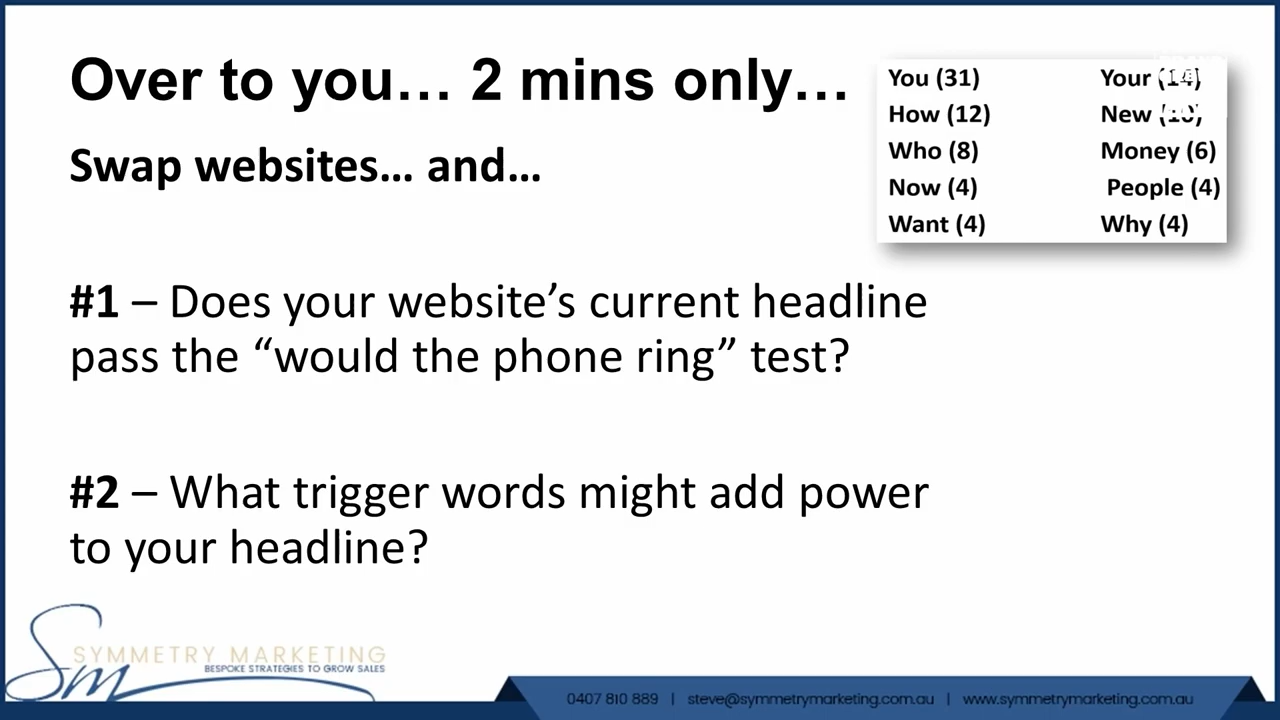 Over to you… 2 mins only…
You (31) Your (14)
How (12) New (10)
Who (8) Money (6)
Now (4) People (4)
Want (4) Why (4)
Swap websites… and…
#1 – Does your website’s current headline
pass the “would the phone ring” test?
#2 – What trigger words might add power
to your headline?
Sm
SYMMETRY MARKETING
BESPOKE STRATEGIES TO GROW SALES
0407 810 889 | steve@symmetrymarketing.com.au | www.symmetrymarketing.com.au